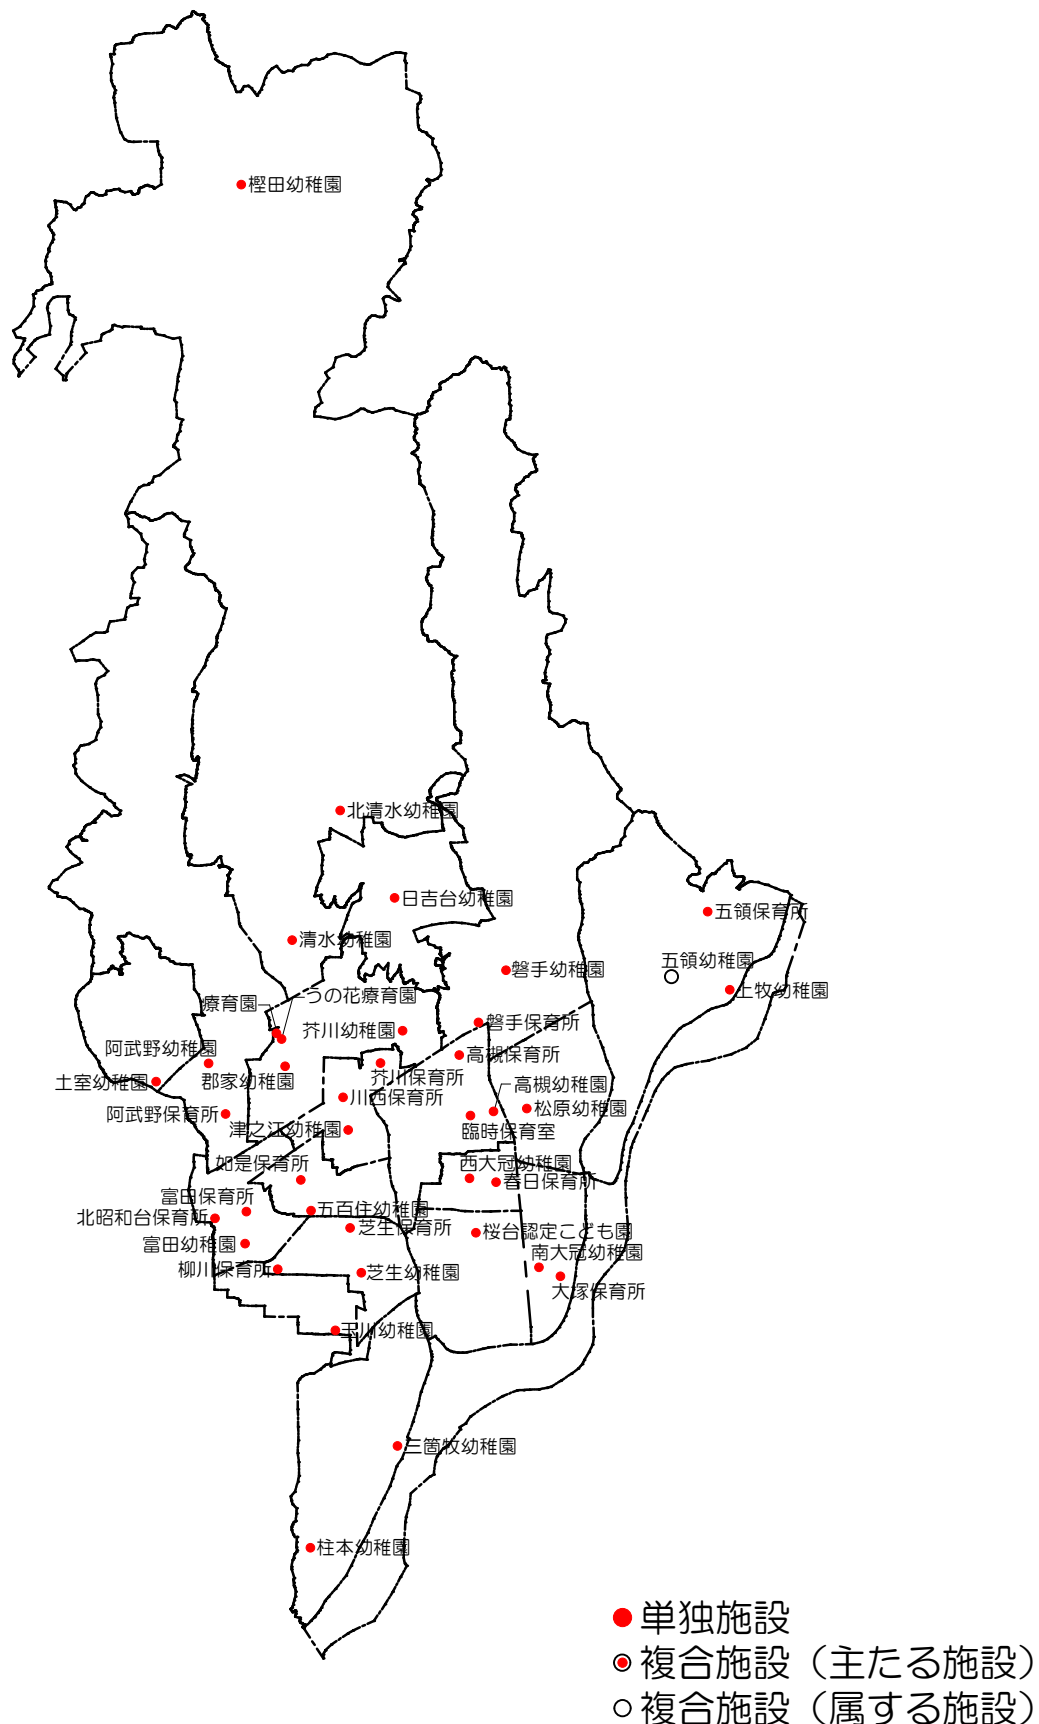 樫田幼稚園
北清水幼稚園
日吉台幼稚園
五領保育所
清水幼稚園
五領幼稚園
磐手幼稚園
上牧幼稚園
うの花療育園
療育園
磐手保育所
芥川幼稚園
阿武野幼稚園
高槻保育所
芥川保育所
土室幼稚園
郡家幼稚園
高槻幼稚園
川西保育所
松原幼稚園
阿武野保育所
津之江幼稚園
臨時保育室
如是保育所
西大冠幼稚園
春日保育所
富田保育所
五百住幼稚園
北昭和台保育所
芝生保育所
桜台認定こども園
富田幼稚園
南大冠幼稚園
柳川保育所
芝生幼稚園
大塚保育所
玉川幼稚園
三箇牧幼稚園
柱本幼稚園
単独施設
複合施設（主たる施設）
複合施設（属する施設）